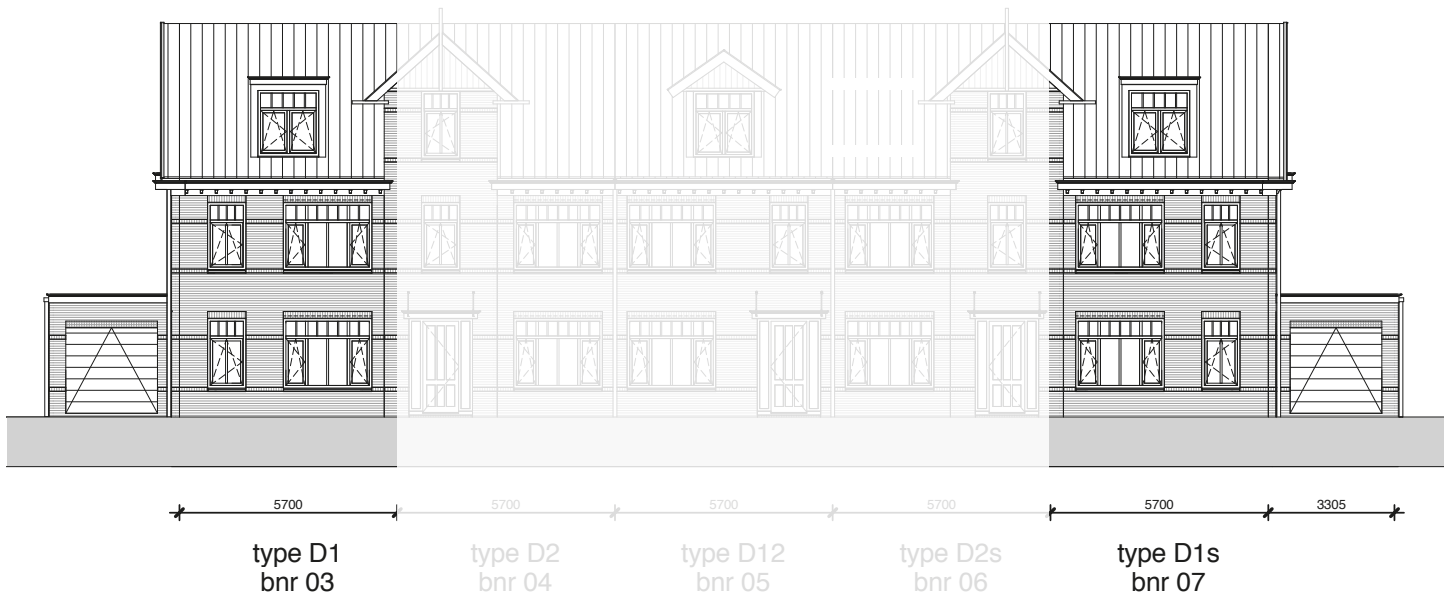 5700 5700 5700 5700 5700 3305
type D1 type D2 type D12 type D2s type D1s
bnr 03 bnr 04 bnr 05 bnr 06 bnr 07